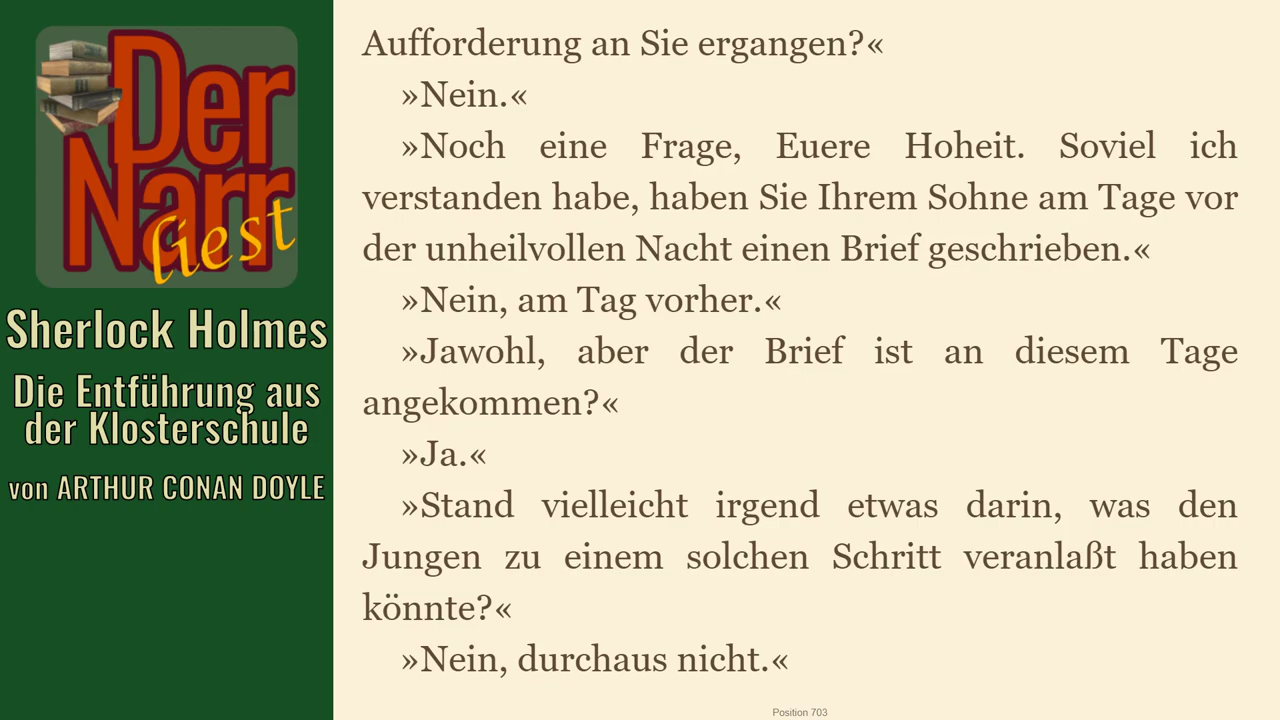 Der
Narr
liest
Sherlock Holmes
Die Entführung aus
der Klosterschule
von ARTHUR CONAN DOYLE
Aufforderung an Sie ergangen?«
»Nein.«
»Noch eine Frage, Euere Hoheit. Soviel ich
verstanden habe, haben Sie Ihrem Sohne am Tage vor
der unheilvollen Nacht einen Brief geschrieben.«
»Nein, am Tag vorher.«
»Jawohl, aber der Brief ist an diesem Tage
angekommen?«
»Ja.«
»Stand vielleicht irgend etwas darin, was den
Jungen zu einem solchen Schritt veranlaßt haben
könnte?«
»Nein, durchaus nicht.«
Position 703